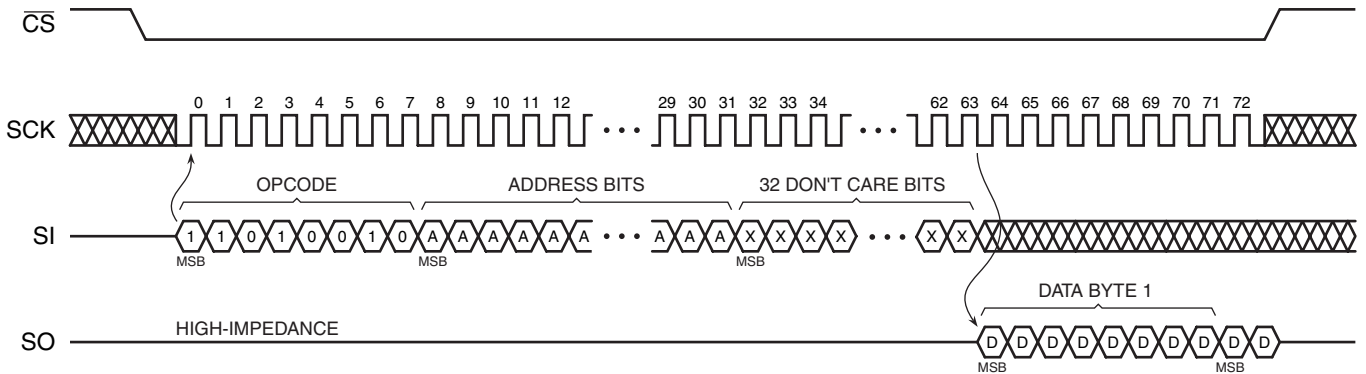 CS
0 1 2 3 4 5 6 7 8 9 10 11 12 29 30 31 32 33 34 62 63 64 65 66 67 68 69 70 71 72
SCK
OPCODE ADDRESS BITS 32 DON'T CARE BITS
SI 1 1 0 1 0 0 1 0 A A A A A A • • • A A A X X X X • • • X X
MSB MSB MSB
DATA BYTE 1
HIGH-IMPEDANCE
SO D D D D D D D D D D
MSB MSB